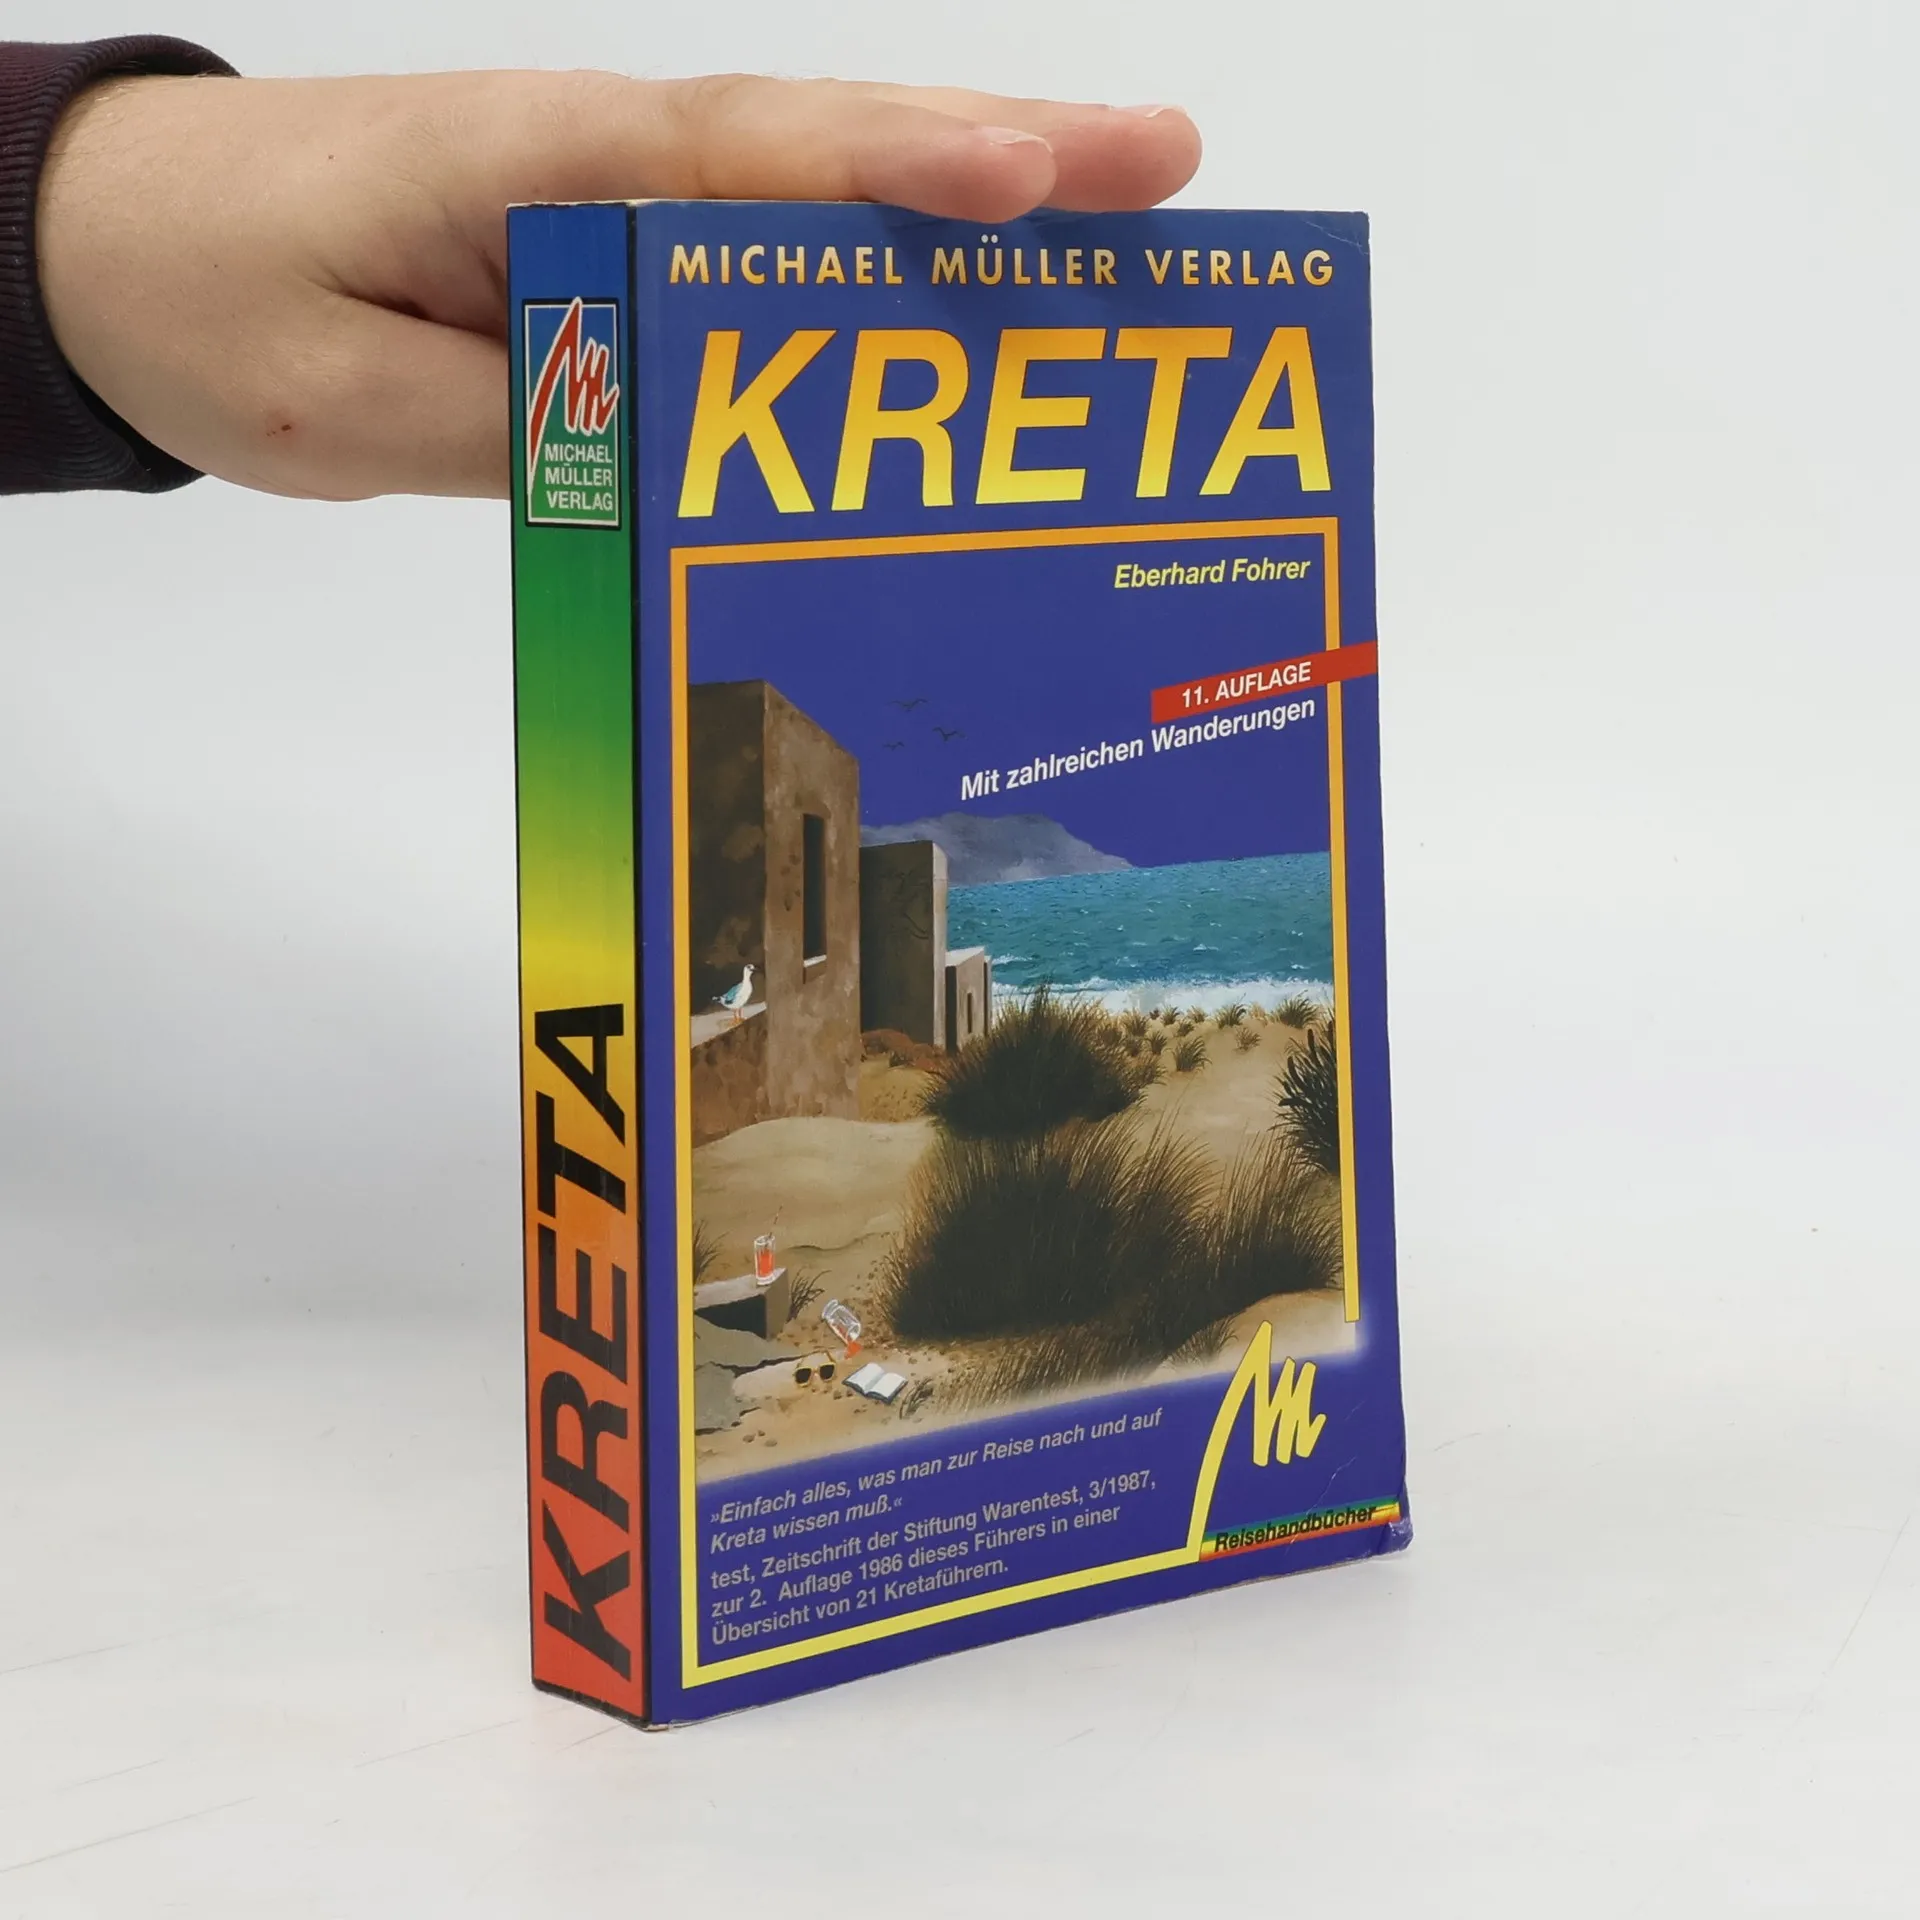 MICHAEL MÜLLER VERLAG
KRETA
Eberhard Fohrer
11. AUFLAGE
Mit zahlreichen Wanderungen
»Einfach alles, was man zur Reise nach und auf
Kreta wissen muß.«
test, Zeitschrift der Stiftung Warentest, 3/1987,
zur 2. Auflage 1986 dieses Führers in einer
Übersicht von 21 Kretaführern.
Reisehandbücher
MICHAEL
MÜLLER
VERLAG
KRETA